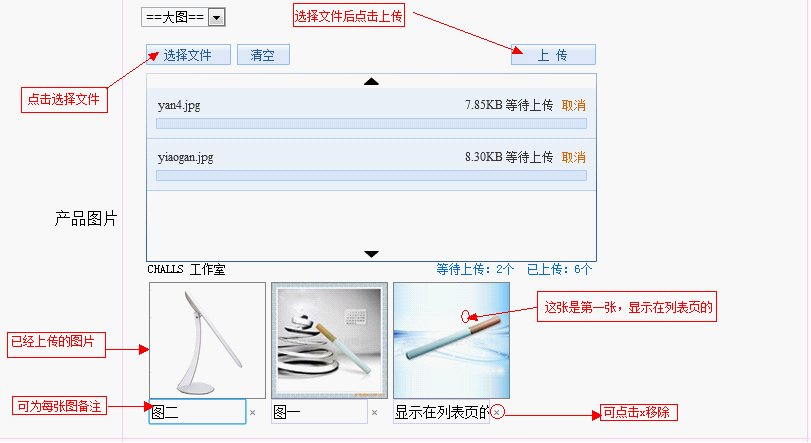 ==大图==
选择文件后点击上传
选择文件
清空
上 传
点击选择文件
yan4.jpg
7.85KB 等待上传 取消
yiaogan.jpg
8.30KB 等待上传 取消
产品图片
CHALLS 工作室
等待上传：2个 已上传：6个
这张是第一张，显示在列表页的
已经上传的图片
可为每张图备注
图二
×
图一
×
显示在列表页的
×
可点击x移除